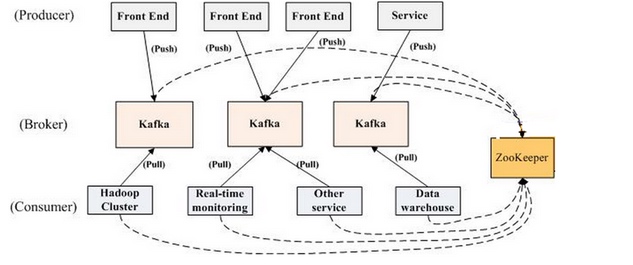 (Producer)
Front End
Front End
Front End
Service
(Push)
(Push)
(Push)
(Push)
(Broker)
Kafka
Kafka
Kafka
ZooKeeper
(Pull)
(Pull)
(Pull)
(Pull)
(Consumer)
Hadoop
Cluster
Real-time
monitoring
Other
service
Data
warehouse